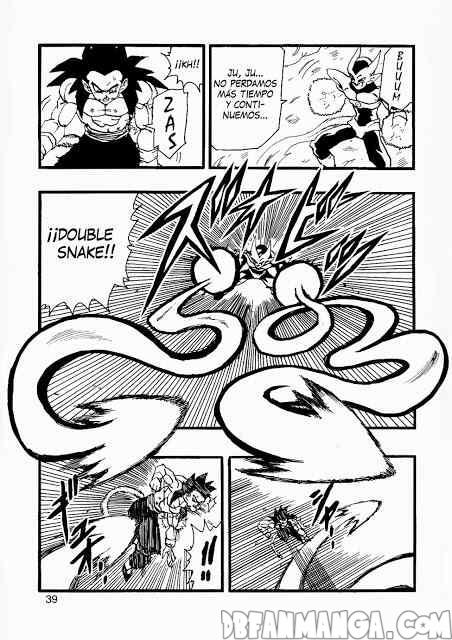 JU, JU...
NO PERDAMOS
MÁS TIEMPO
Y CONTI-
NUEMOS...
BUUUM
¡¡KH!!
ZAS
¡¡DOUBLE
SNAKE!!
39
DBFANMANGA.COM